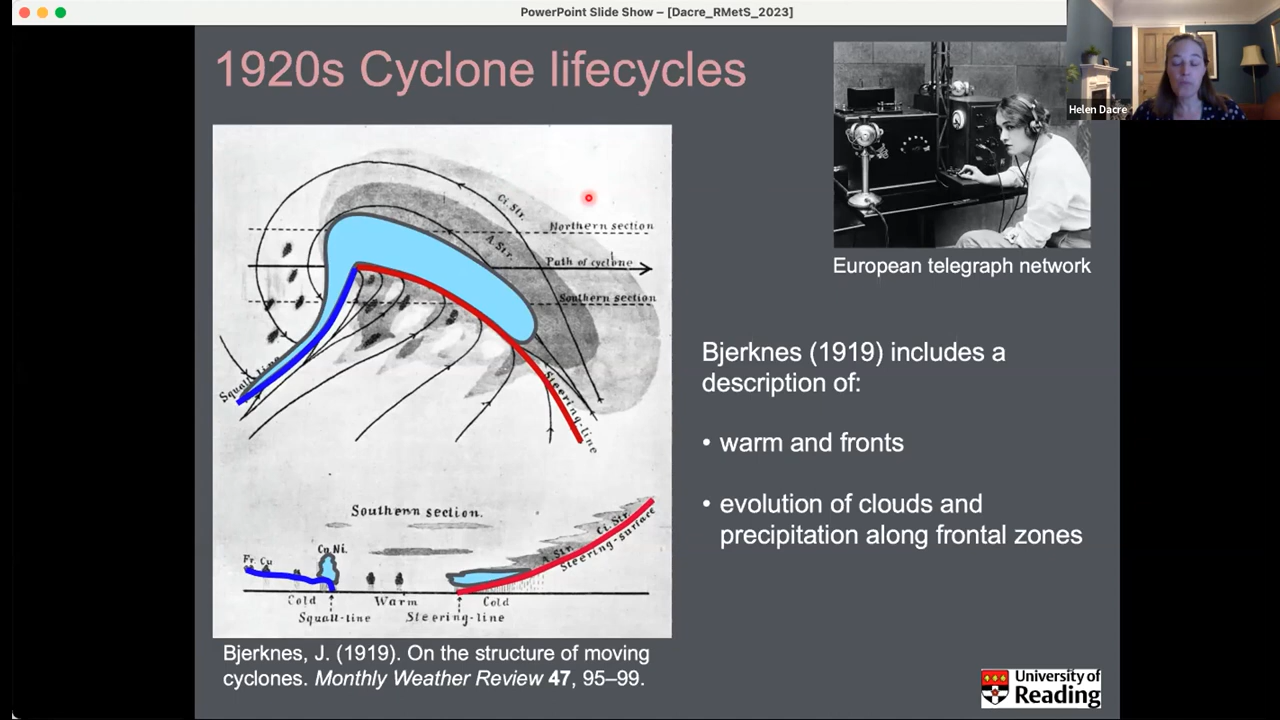 PowerPoint Slide Show – [Dacre_RMetS_2023]
1920s Cyclone lifecycles
Helen Dacre
Ci. Str.
Northern section
A. Str.
Path of cyclone
Southern section
Squall-line
Steering-line
European telegraph network
Bjerknes (1919) includes a
description of:
• warm and fronts
• evolution of clouds and
precipitation along frontal zones
Southern section.
Ci. Str.
A. Str.
Steering-surface
Cu Ni.
Fr. Cu
Cold
Warm
Cold
Squall-line
Steering-line
Bjerknes, J. (1919). On the structure of moving
cyclones. Monthly Weather Review 47, 95–99.
University of
Reading